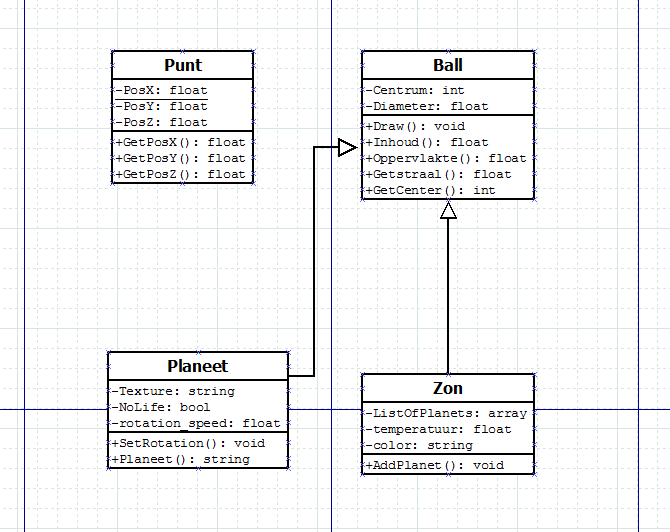 Punt
-PosX: float
-PosY: float
-PosZ: float
+GetPosX(): float
+GetPosY(): float
+GetPosZ(): float
Ball
-Centrum: int
-Diameter: float
+Draw(): void
+Inhoud(): float
+Oppervlakte(): float
+Getstraal(): float
+GetCenter(): int
Planeet
-Texture: string
-NoLife: bool
-rotation_speed: float
+SetRotation(): void
+Planeet(): string
Zon
-ListOfPlanets: array
-temperatuur: float
-color: string
+AddPlanet(): void